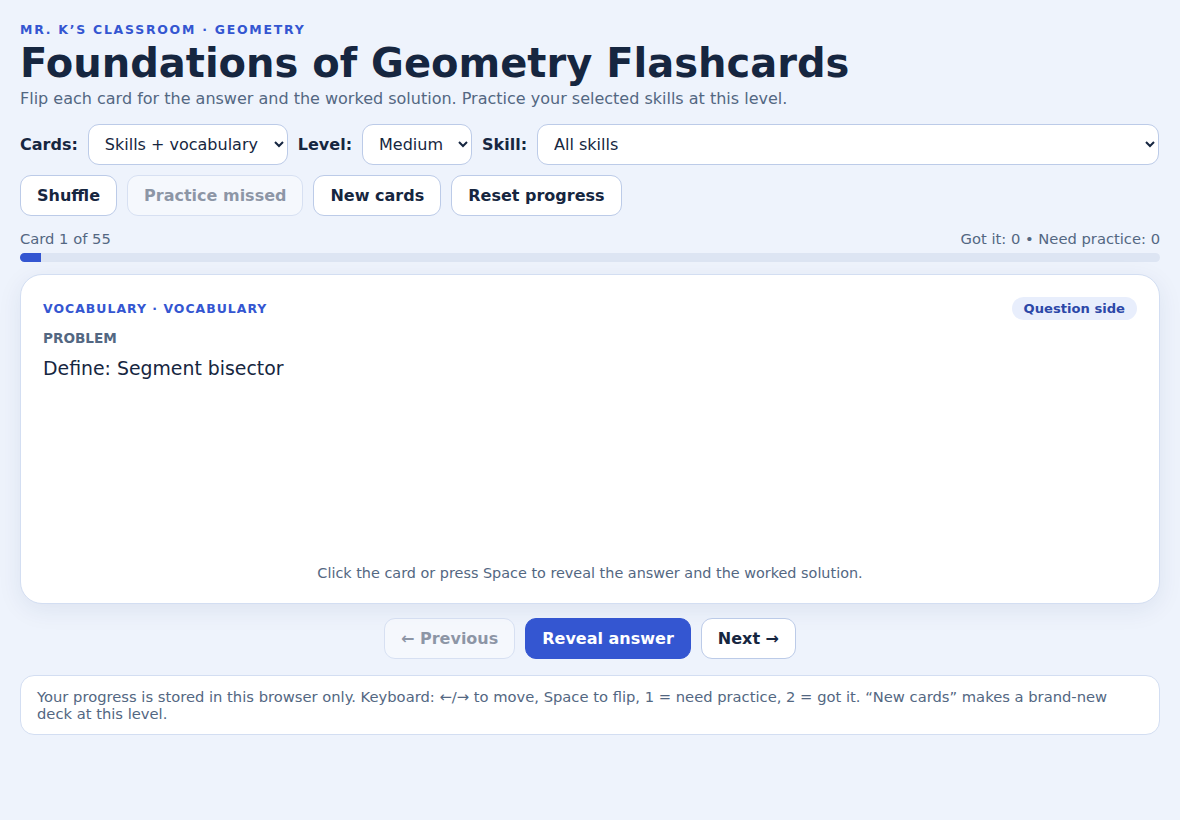 MR. K’S CLASSROOM · GEOMETRY
Foundations of Geometry Flashcards
Flip each card for the answer and the worked solution. Practice your selected skills at this level.
Cards: Skills + vocabulary Level: Medium Skill: All skills
Shuffle Practice missed New cards Reset progress
Card 1 of 55 Got it: 0 • Need practice: 0
VOCABULARY · VOCABULARY Question side
PROBLEM
Define: Segment bisector
Click the card or press Space to reveal the answer and the worked solution.
← Previous Reveal answer Next →
Your progress is stored in this browser only. Keyboard: ←/→ to move, Space to flip, 1 = need practice, 2 = got it. “New cards” makes a brand-new
deck at this level.